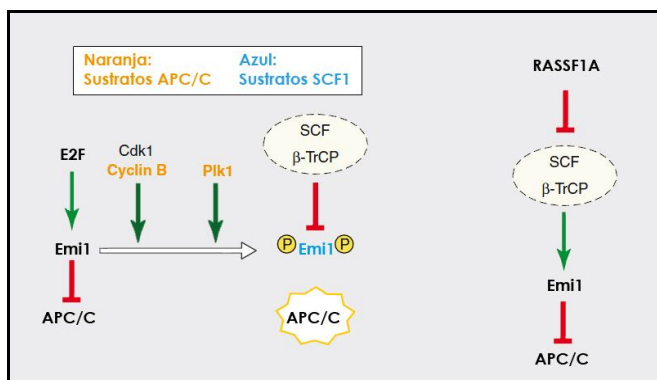 Naranja:
Sustratos APC/C
Azul:
Sustratos SCF1
E2F
Cdk1
Cyclin B
Plk1
SCF
β-TrCP
Emi1
P Emi1 P
APC/C
APC/C
RASSF1A
SCF
β-TrCP
Emi1
APC/C